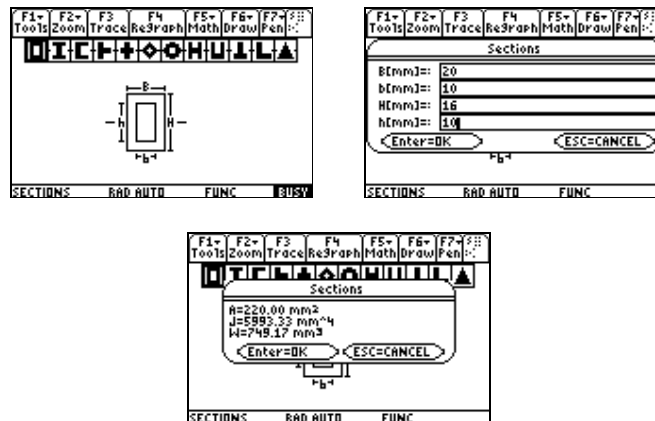 F1 F2 F3 F4 F5 F6 F7
Tools Zoom Trace ReGraph Math Draw Pen
B
h H
b
SECTIONS RAD AUTO FUNC BUSY
F1 F2 F3 F4 F5 F6 F7
Tools Zoom Trace ReGraph Math Draw Pen
Sections
B[mm]=: 20
b[mm]=: 10
H[mm]=: 16
h[mm]=: 10
Enter=OK ESC=CANCEL
b
SECTIONS RAD AUTO FUNC
F1 F2 F3 F4 F5 F6 F7
Tools Zoom Trace ReGraph Math Draw Pen
Sections
A=220.00 mm²
J=5993.33 mm^4
W=749.17 mm³
Enter=OK ESC=CANCEL
b
SECTIONS RAD AUTO FUNC